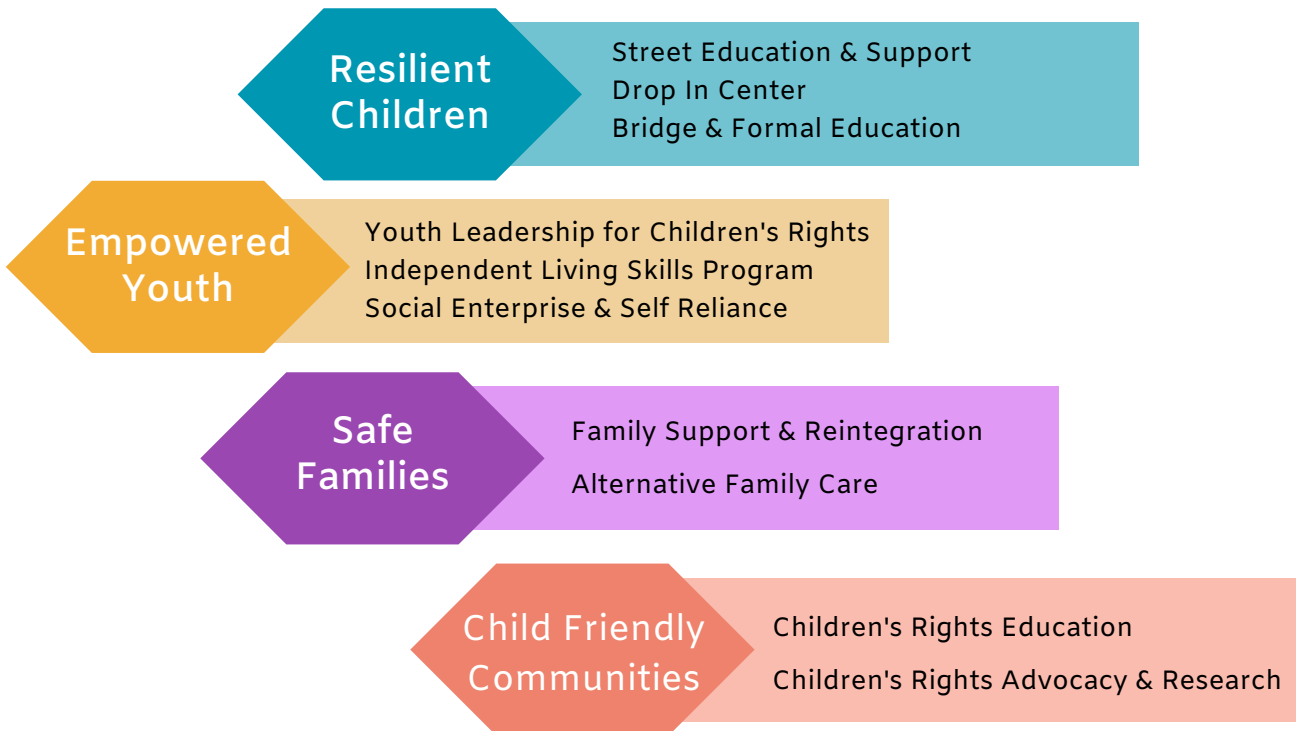 Resilient
Children
Street Education & Support
Drop In Center
Bridge & Formal Education
Empowered
Youth
Youth Leadership for Children's Rights
Independent Living Skills Program
Social Enterprise & Self Reliance
Safe
Families
Family Support & Reintegration
Alternative Family Care
Child Friendly
Communities
Children's Rights Education
Children's Rights Advocacy & Research